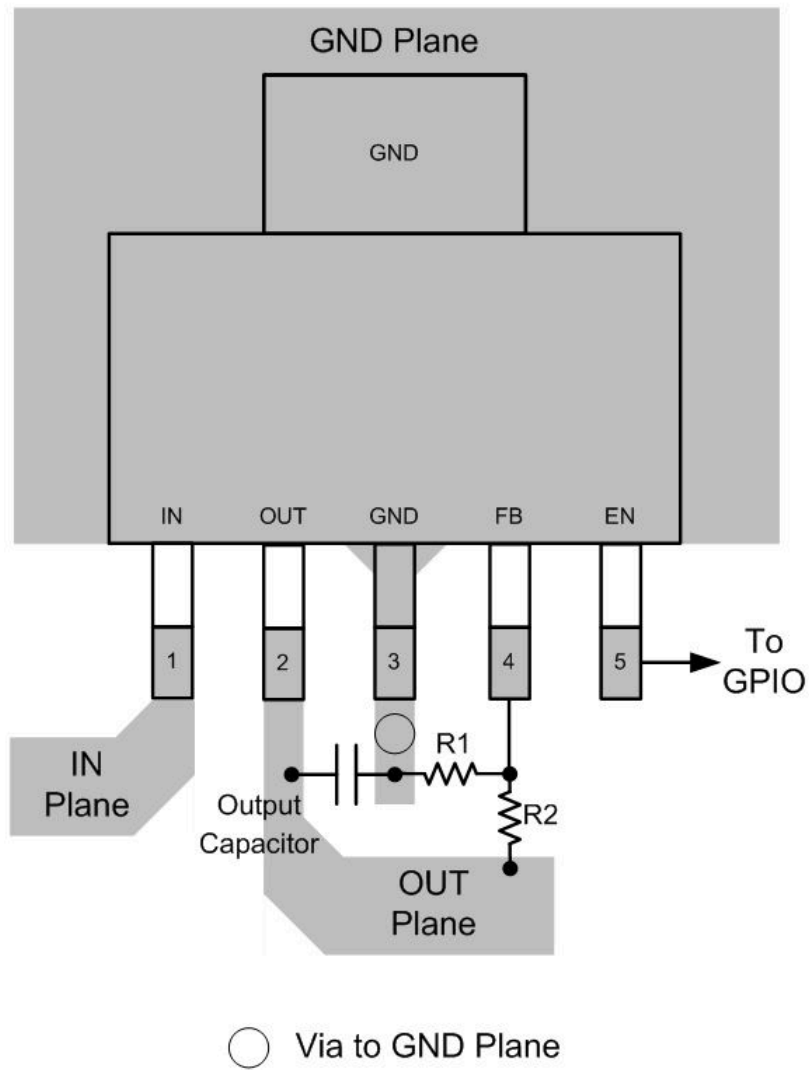 GND Plane
GND
IN OUT GND FB EN
1 2 3 4 5
To
GPIO
R1
IN
Plane
Output
Capacitor
R2
OUT
Plane
Via to GND Plane